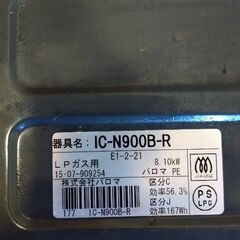 器具名: IC-N900B-R
E1-2-21
LPガス用 8.10kW
15-07-909254 パロマ PE
株式会社パロマ 区分C
効率56.3%
区分J
177 IC-N900B-R 効率167Wh
PS
LPG